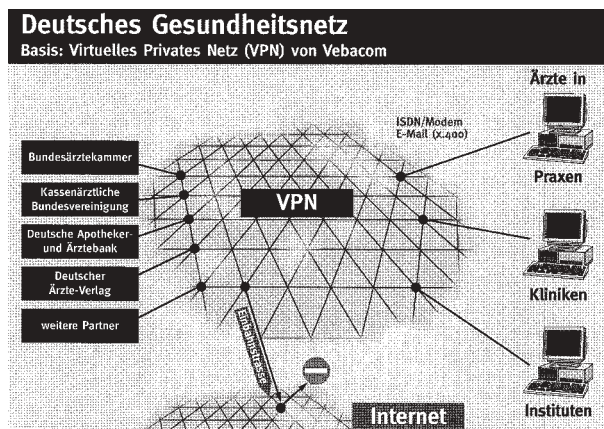 Deutsches Gesundheitsnetz
Basis: Virtuelles Privates Netz (VPN) von Vebacom
Ärzte in
ISDN/Modem
E-Mail (x.400)
Praxen
Bundesärztekammer
Kassenärztliche
Bundesvereinigung
Deutsche Apotheker-
und Ärztebank
Deutscher
Ärzte-Verlag
weitere Partner
VPN
Kliniken
Einbahnstrasse
Internet
Instituten